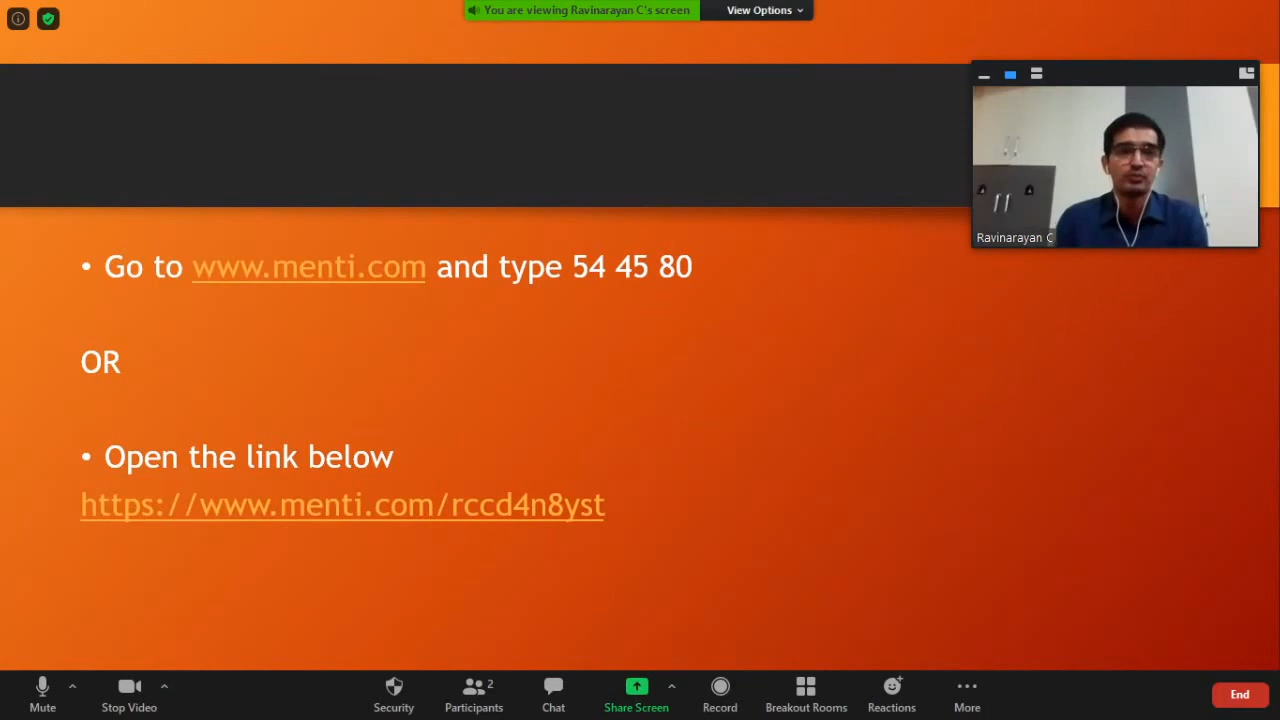 You are viewing Ravinarayan C's screen
View Options
Ravinarayan C
• Go to www.menti.com and type 54 45 80
OR
• Open the link below
https://www.menti.com/rccd4n8yst
Mute
Stop Video
Security
2
Participants
Chat
Share Screen
Record
Breakout Rooms
Reactions
More
End